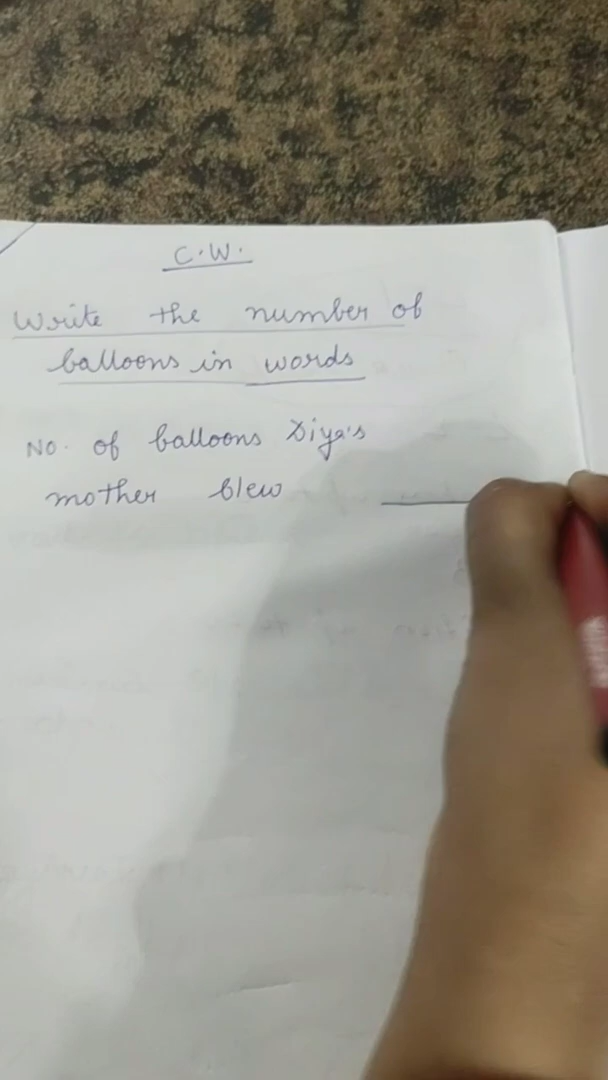 C.W.
Write the number of
balloons in words
No. of balloons Diya's
mother blew